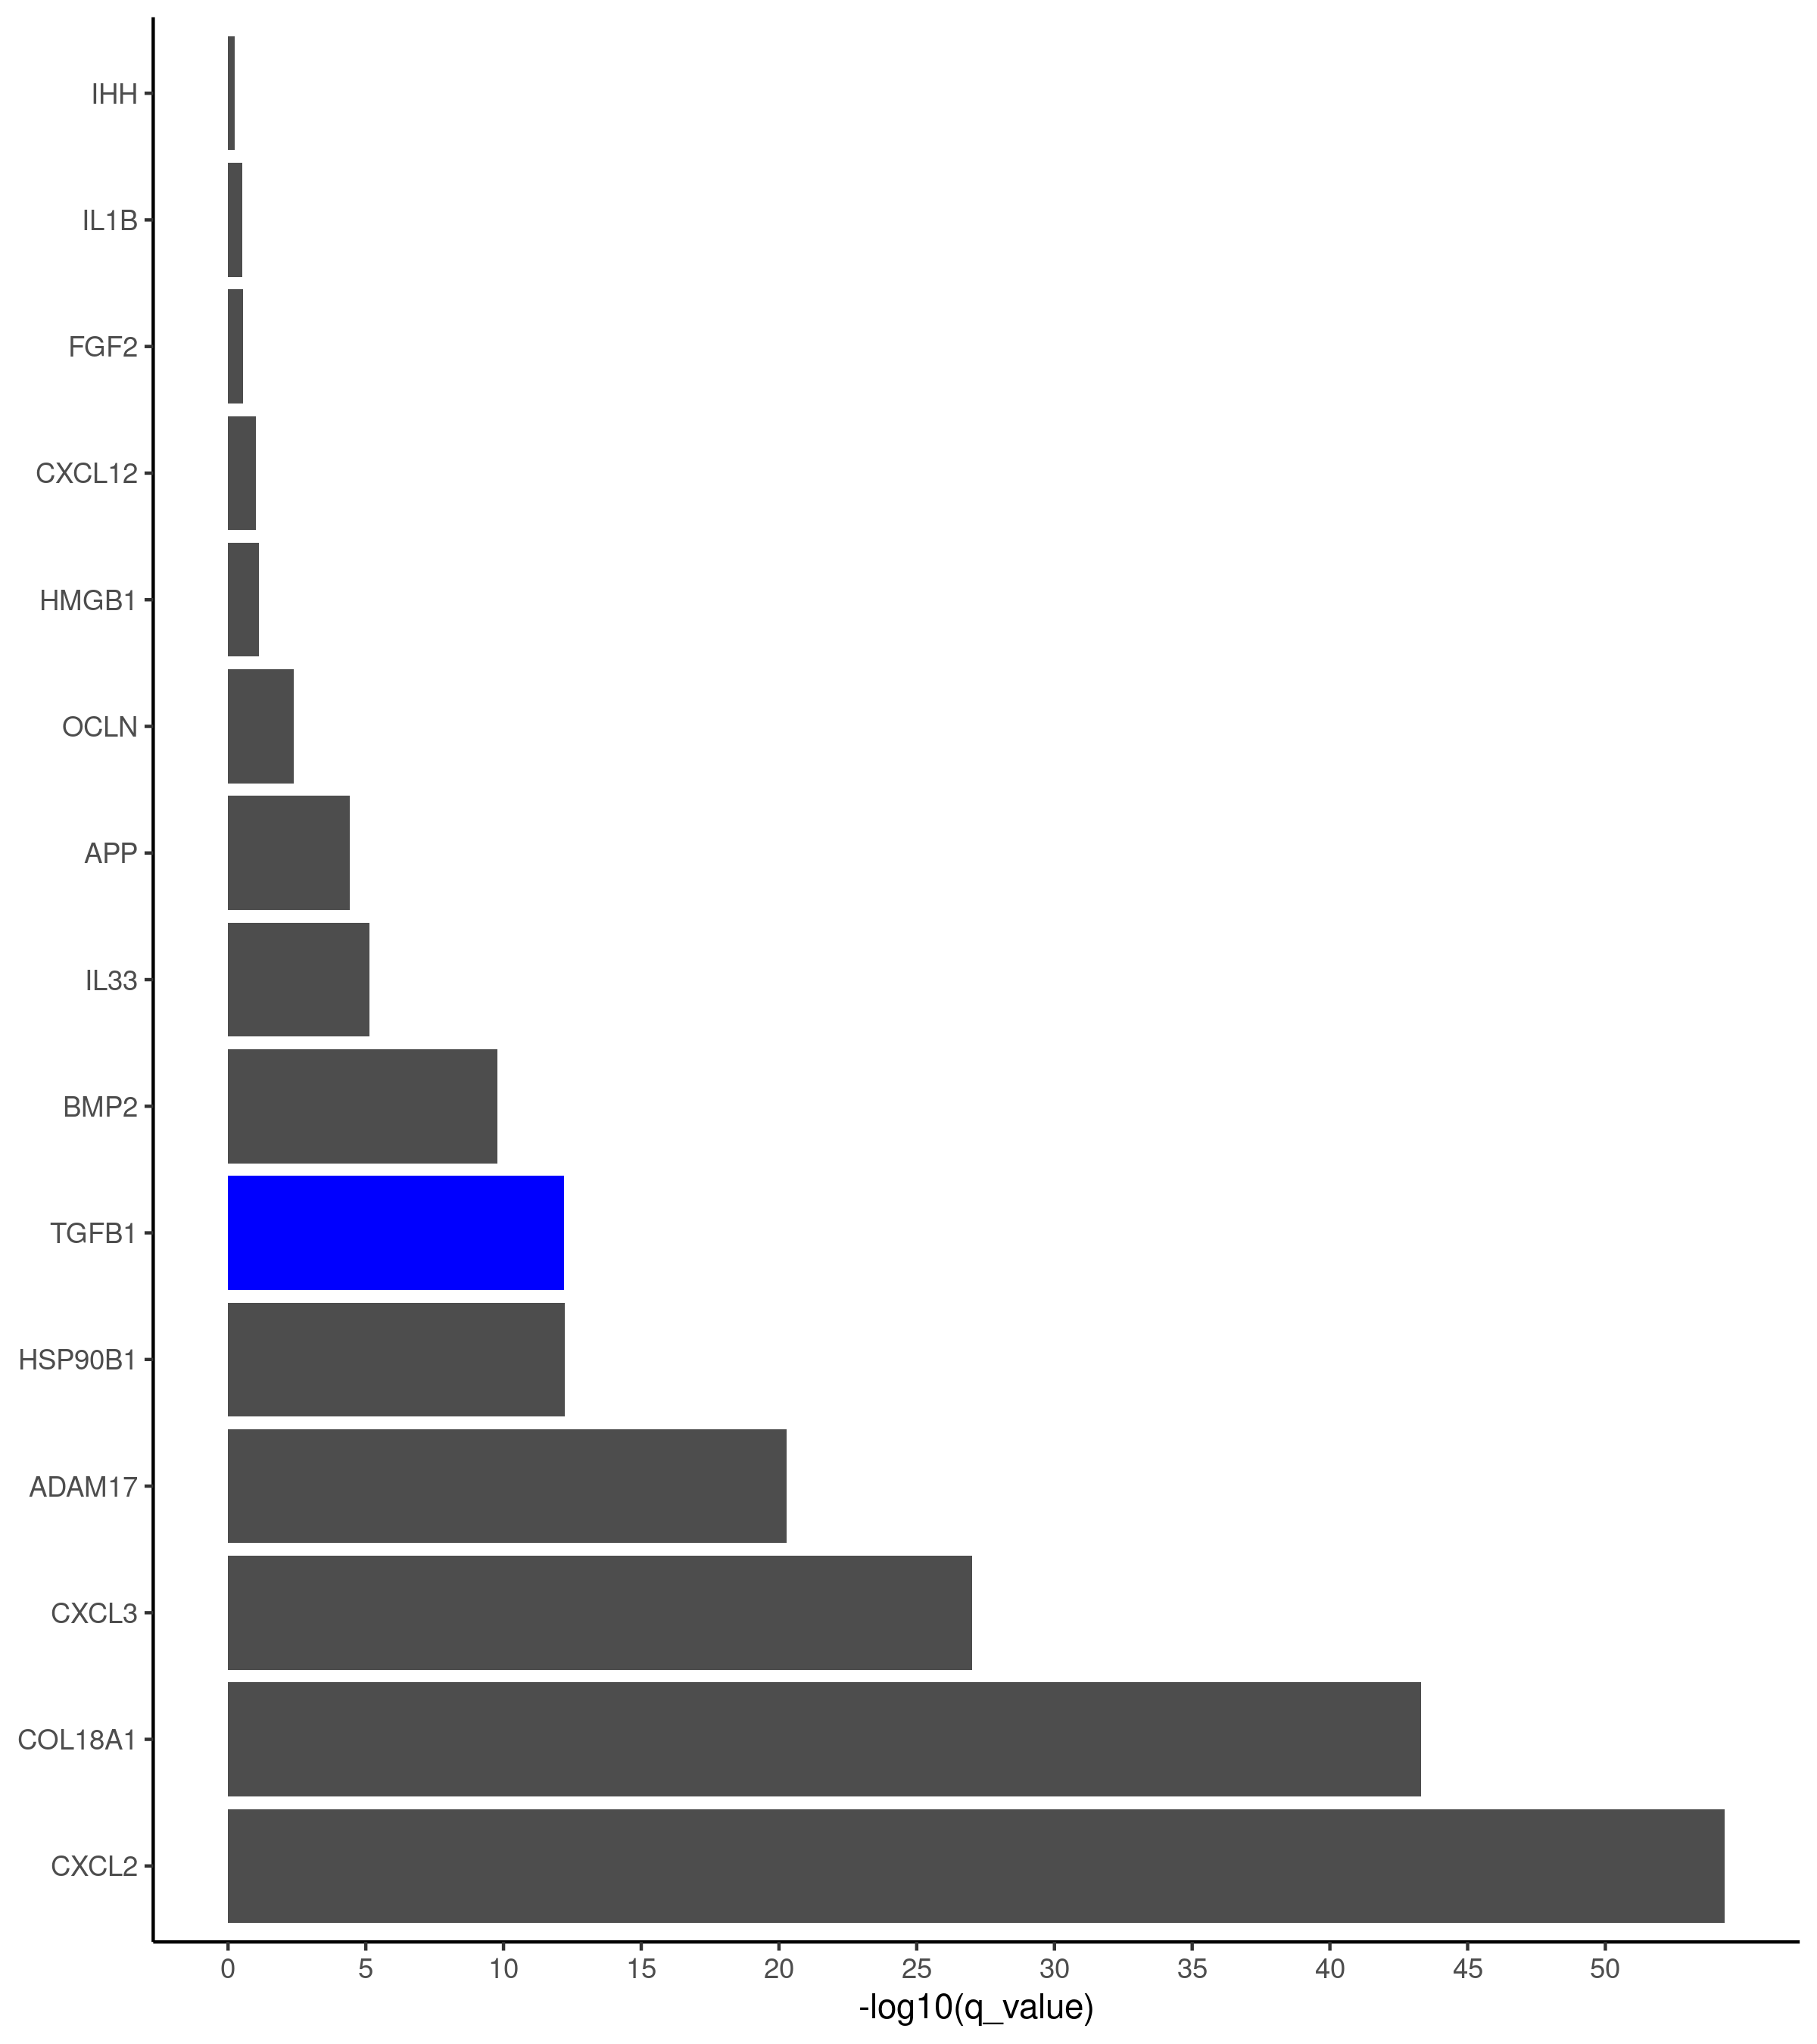 IHH
IL1B
FGF2
CXCL12
HMGB1
OCLN
APP
IL33
BMP2
TGFB1
HSP90B1
ADAM17
CXCL3
COL18A1
CXCL2
0 5 10 15 20 25 30 35 40 45 50
-log10(q_value)